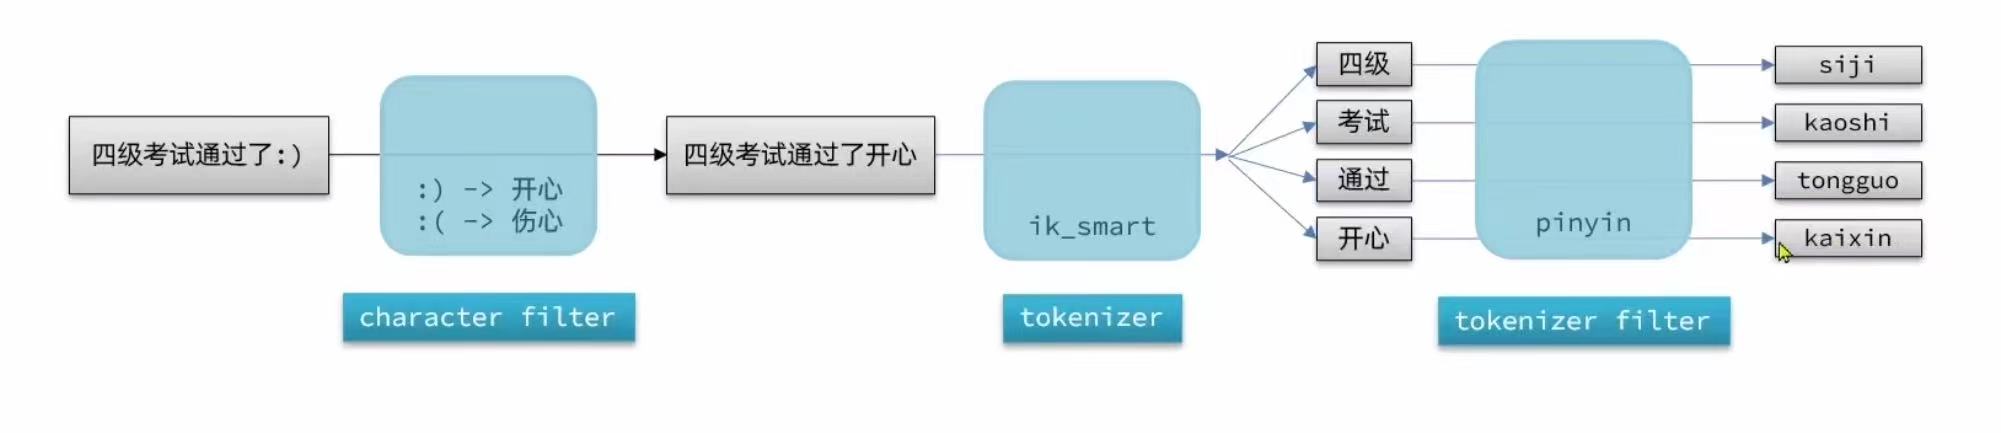 四级考试通过了:)
:) -> 开心
:( -> 伤心
character filter
四级考试通过了开心
ik_smart
tokenizer
四级
考试
通过
开心
pinyin
tokenizer filter
siji
kaoshi
tongguo
kaixin